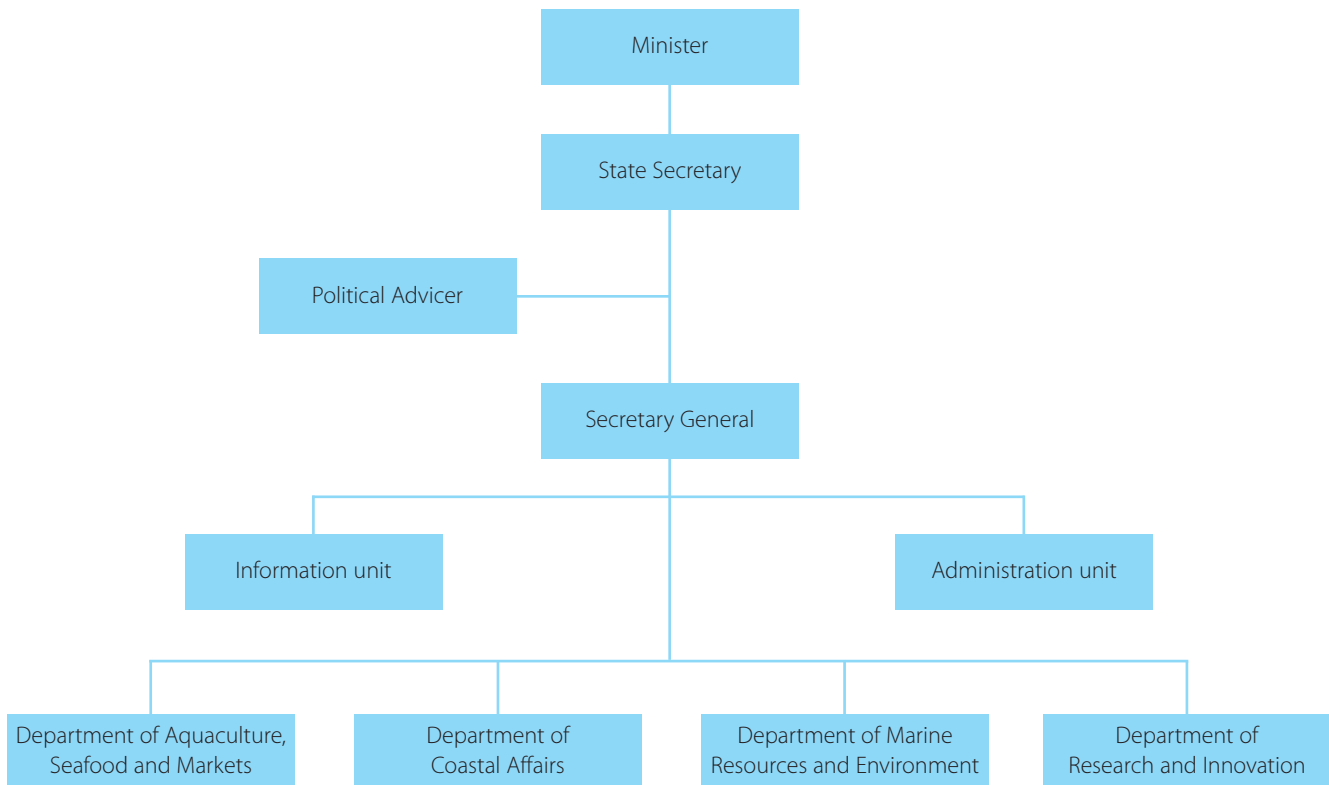 Minister
State Secretary
Political Advicer
Secretary General
Information unit
Administration unit
Department of Aquaculture,
Seafood and Markets
Department of
Coastal Affairs
Department of Marine
Resources and Environment
Department of
Research and Innovation